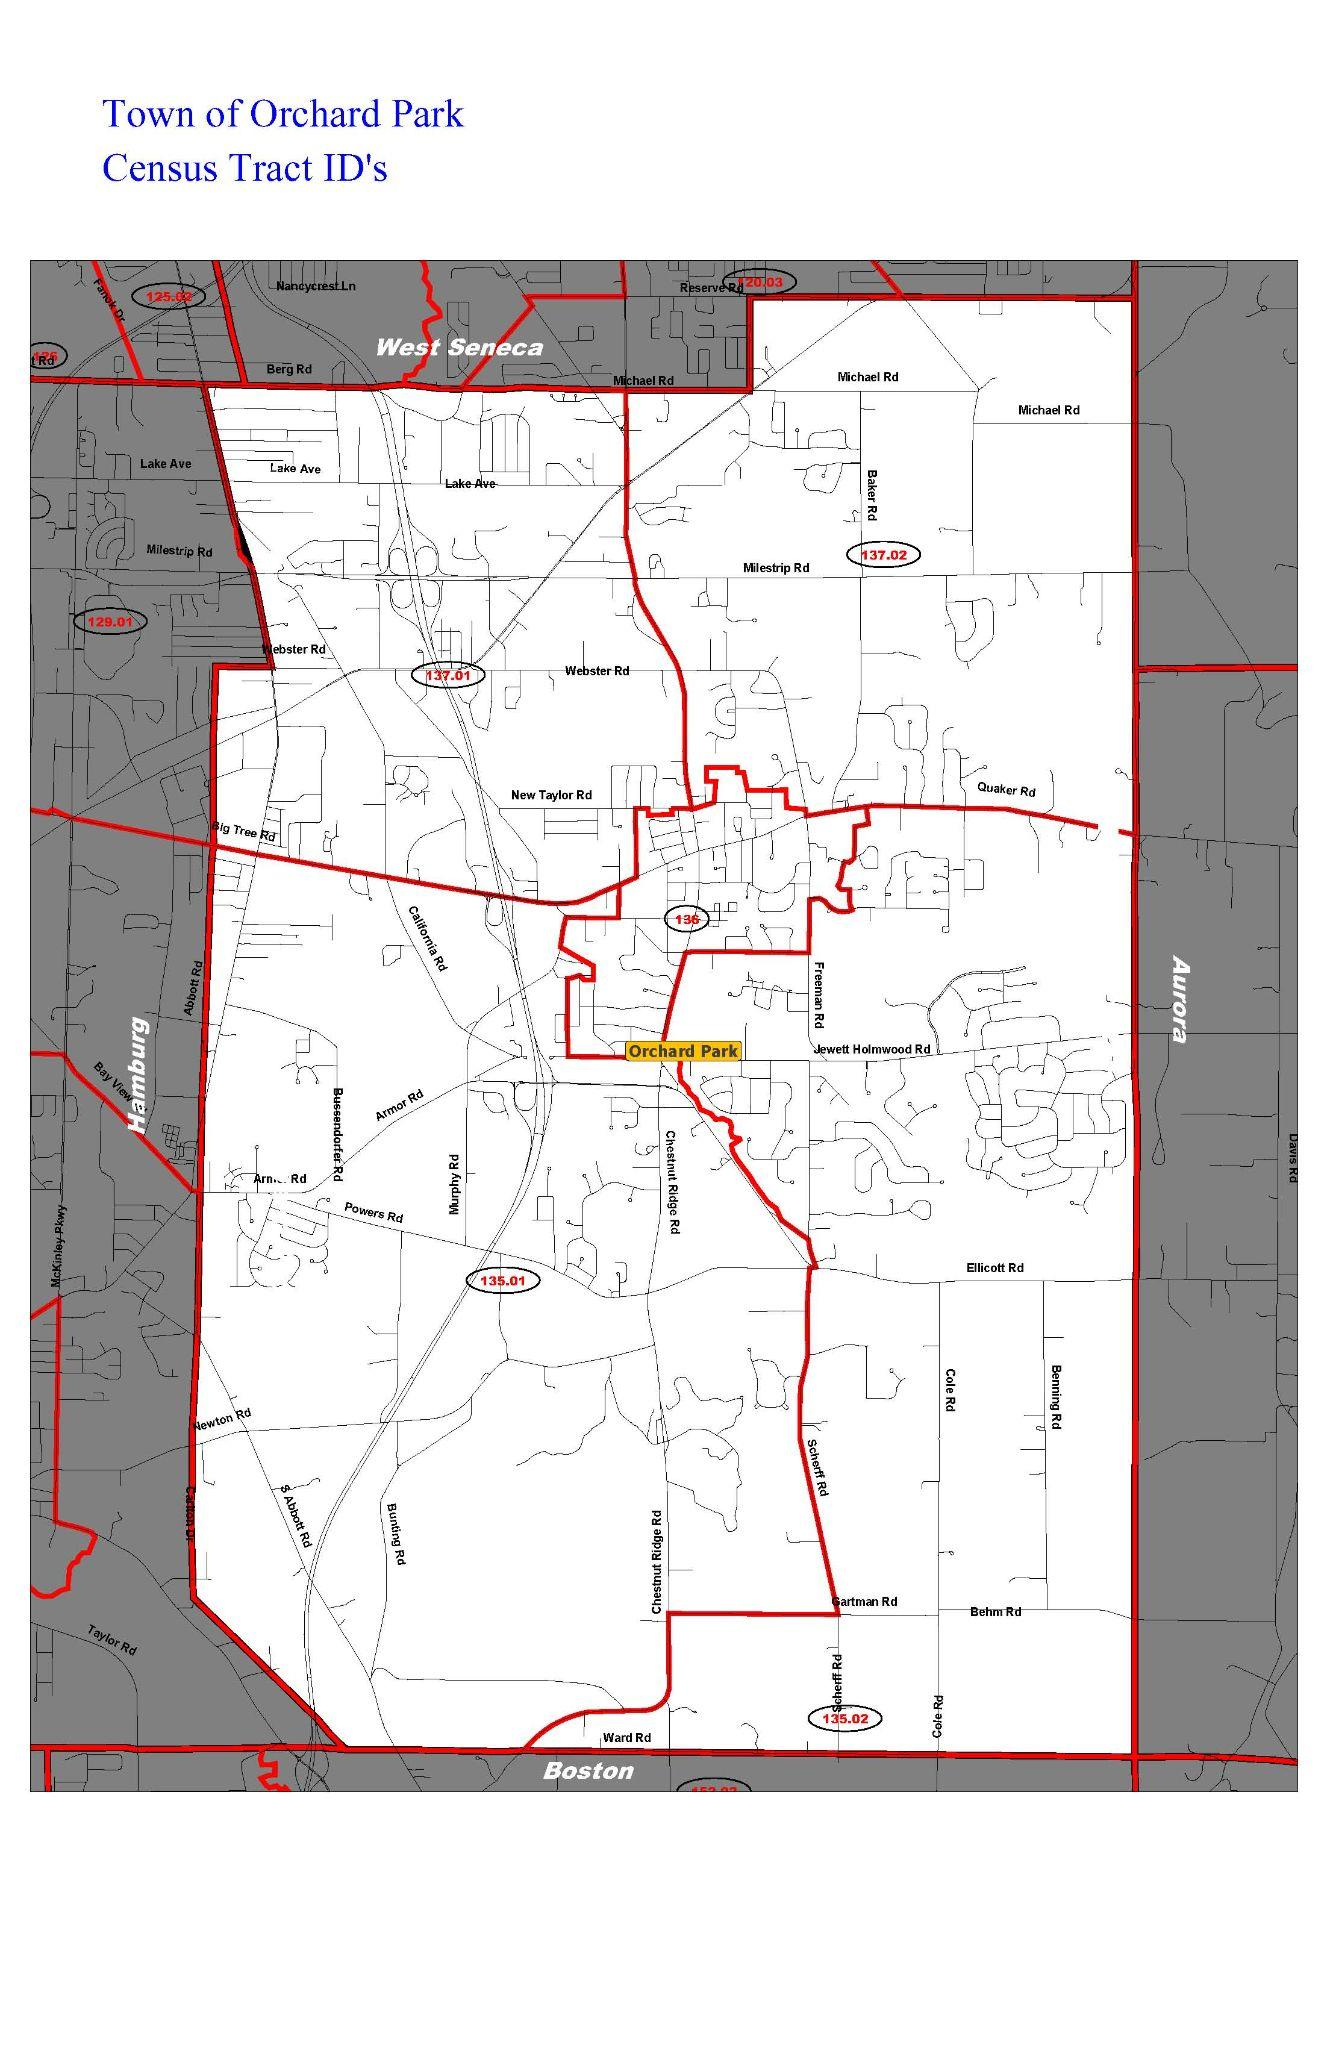 Town of Orchard Park
Census Tract ID's
Fanok Dr
125.02
Nancycrest Ln
Reserve Rd
120.03
West Seneca
t Rd
Berg Rd
Michael Rd
Michael Rd
Michael Rd
Lake Ave
Lake Ave
Lake Ave
Baker Rd
Milestrip Rd
137.02
Milestrip Rd
129.01
Webster Rd
137.01
Webster Rd
New Taylor Rd
Quaker Rd
Big Tree Rd
136
California Rd
Abbott Rd
Freeman Rd
Aurora
Hamburg
Orchard Park
Jewett Holmwood Rd
Bay View
Armor Rd
Bussendorfer Rd
Chestnut Ridge Rd
Davis Rd
Murphy Rd
Rd
Powers Rd
McKinley Pkwy
135.01
Ellicott Rd
Cole Rd
Benning Rd
Newton Rd
Scherff Rd
Carlton Dr
S Abbott Rd
Bunting Rd
Chestnut Ridge Rd
Gartman Rd
Behm Rd
Taylor Rd
Scherff Rd
135.02
Cole Rd
Ward Rd
Boston